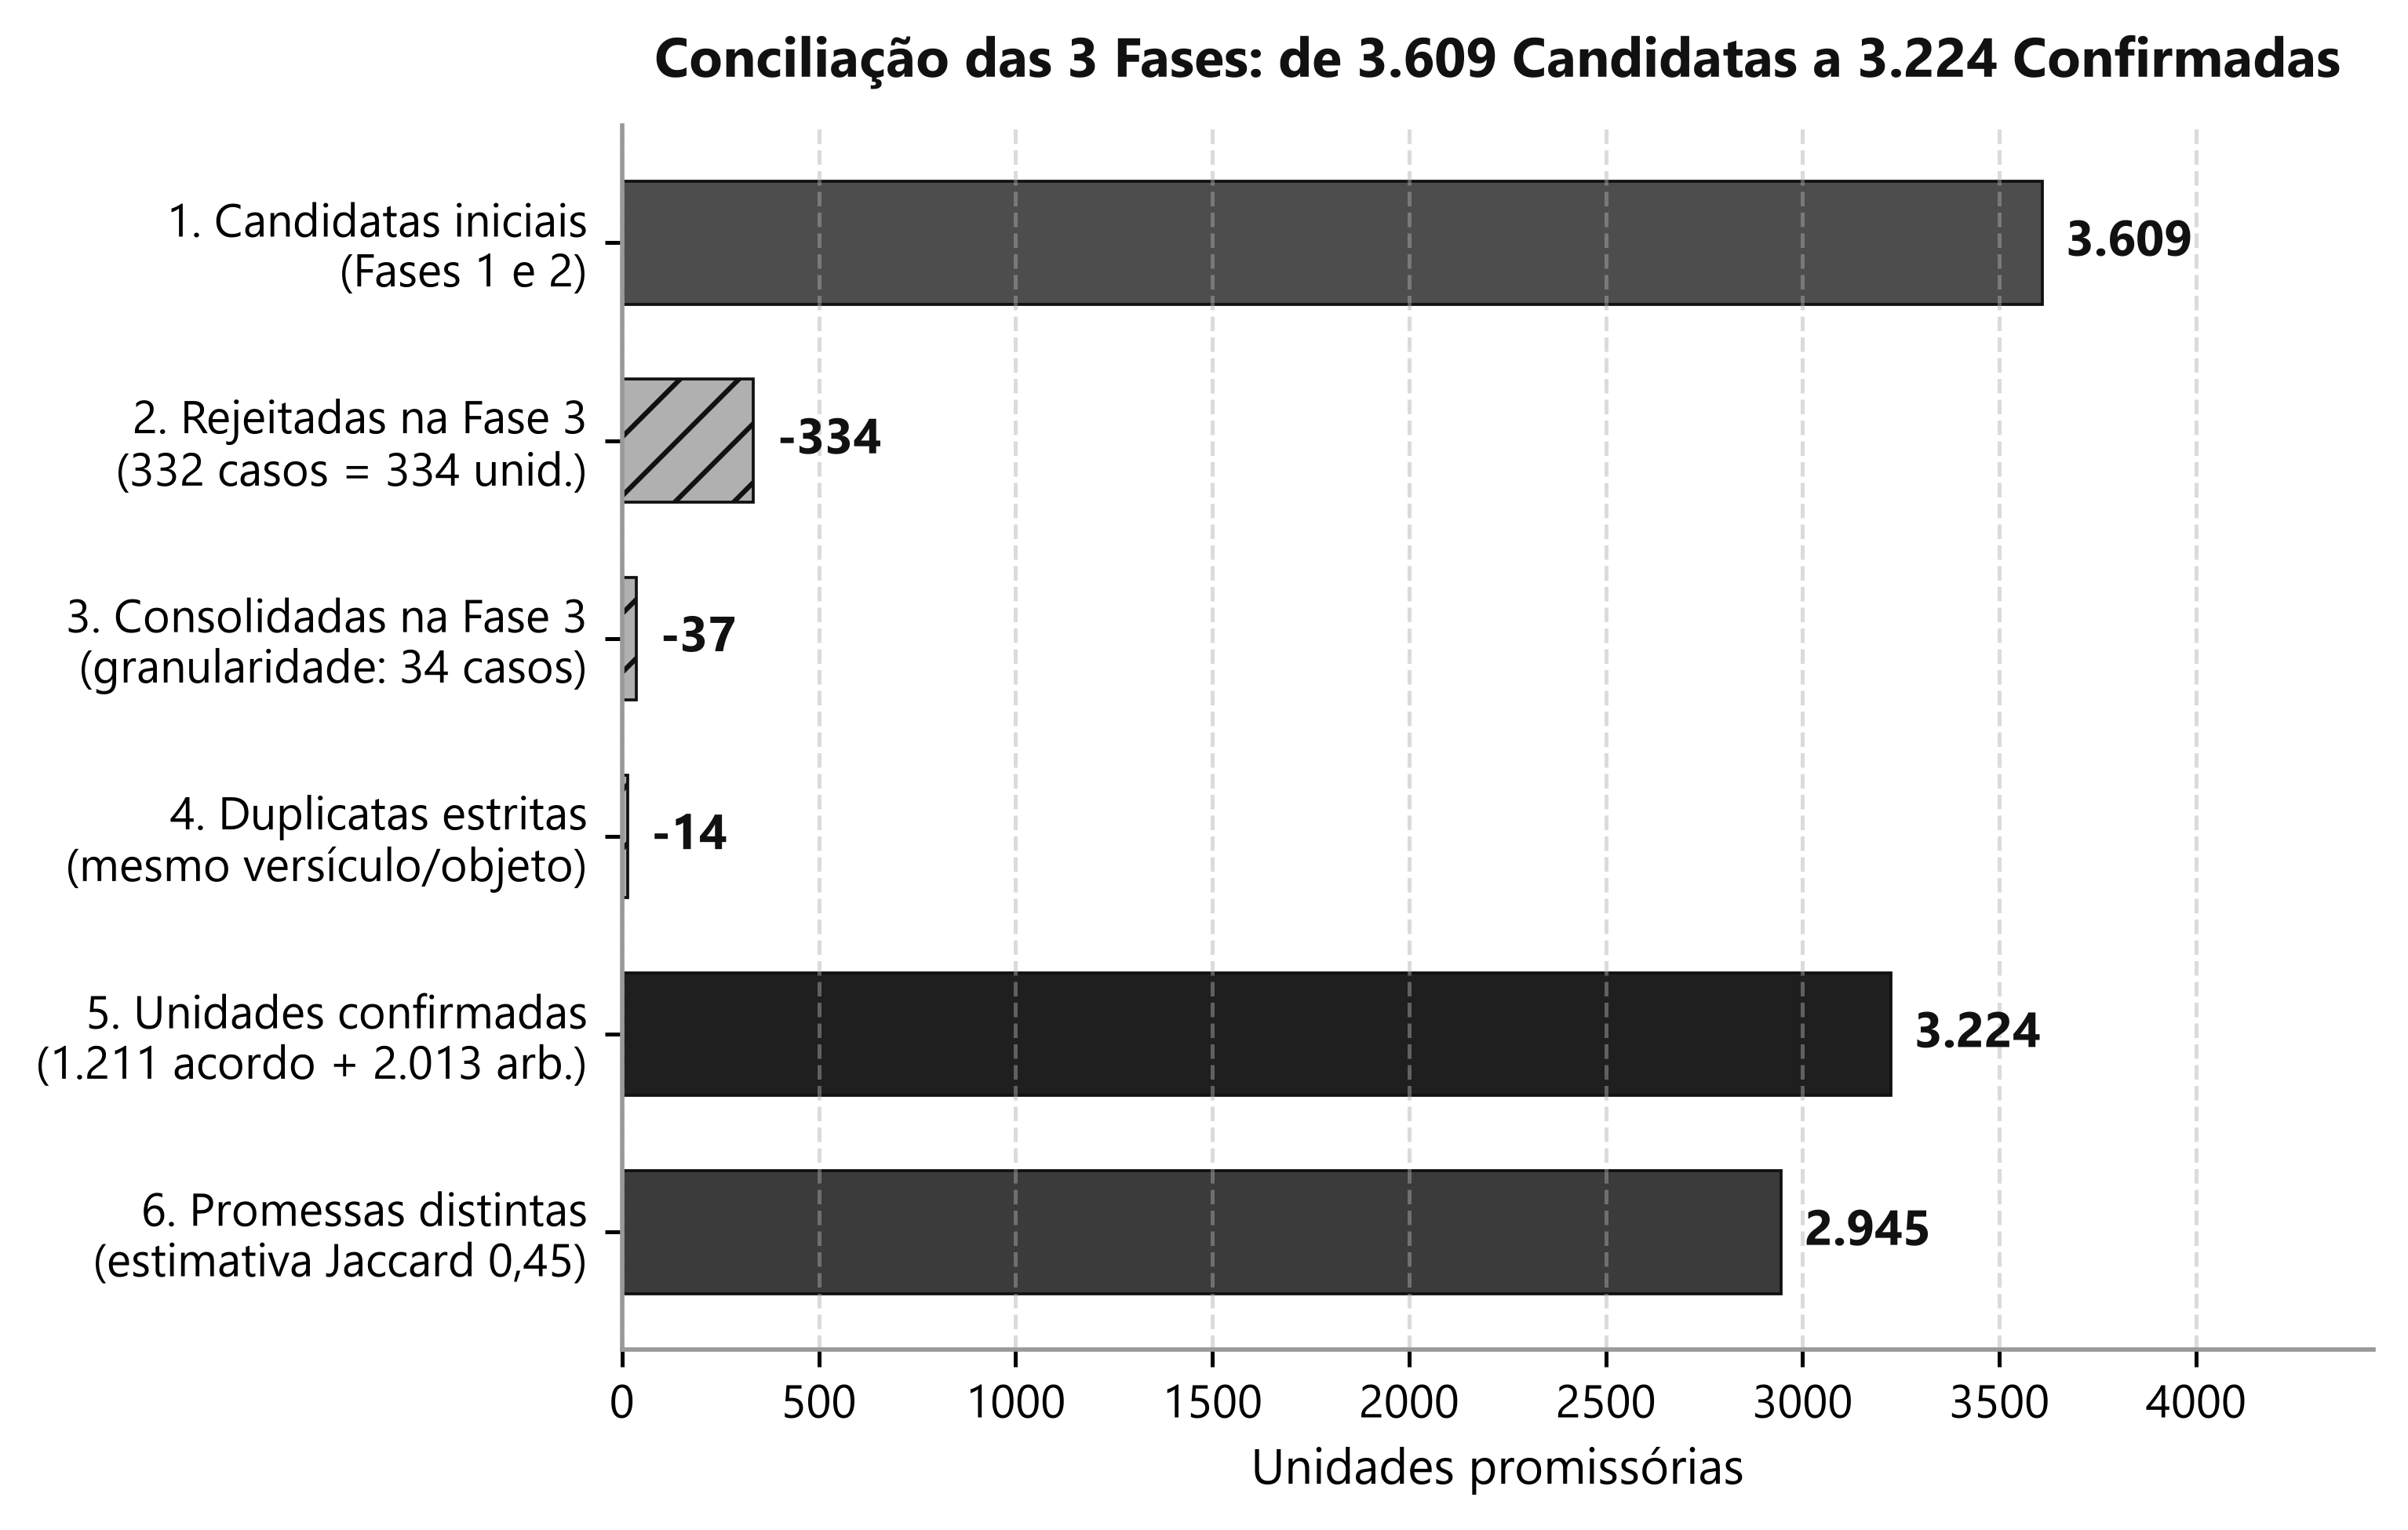 Conciliação das 3 Fases: de 3.609 Candidatas a 3.224 Confirmadas
1. Candidatas iniciais
(Fases 1 e 2)
3.609
2. Rejeitadas na Fase 3
(332 casos = 334 unid.)
-334
3. Consolidadas na Fase 3
(granularidade: 34 casos)
-37
4. Duplicatas estritas
(mesmo versículo/objeto)
-14
5. Unidades confirmadas
(1.211 acordo + 2.013 arb.)
3.224
6. Promessas distintas
(estimativa Jaccard 0,45)
2.945
0 500 1000 1500 2000 2500 3000 3500 4000
Unidades promissórias